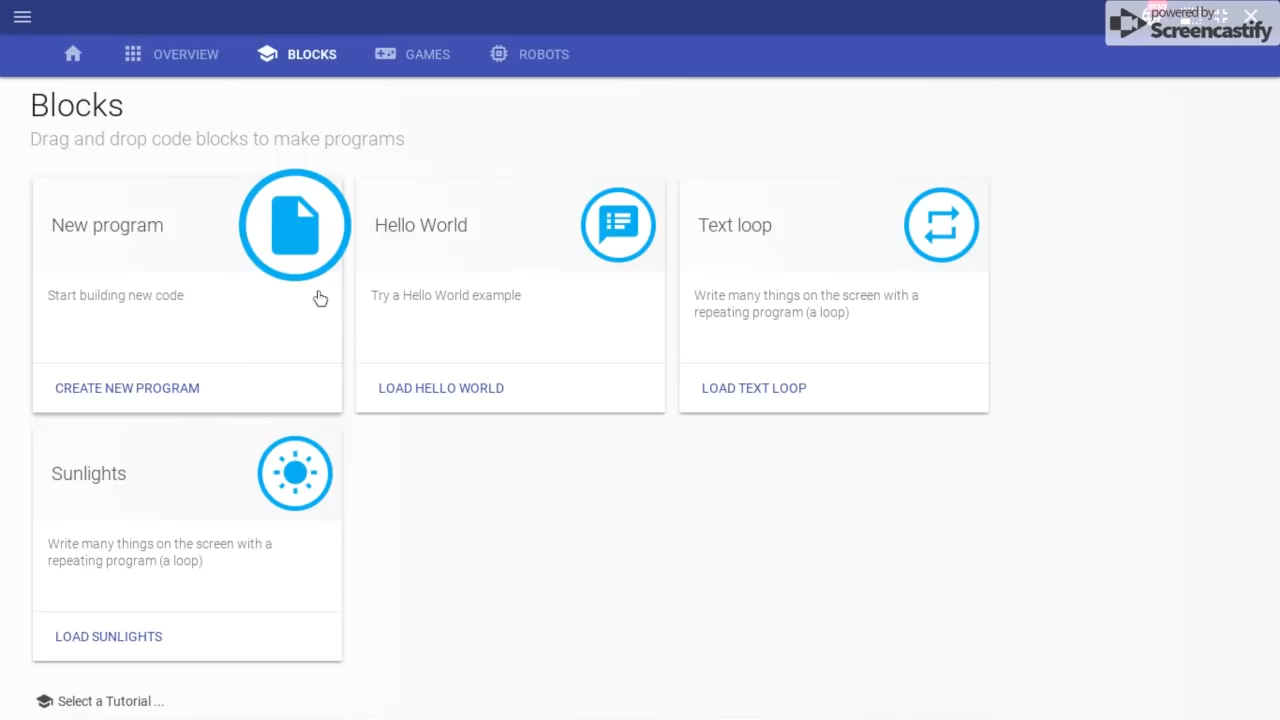 powered by
Screencastify
OVERVIEW
BLOCKS
GAMES
ROBOTS
Blocks
Drag and drop code blocks to make programs
New program
Start building new code
CREATE NEW PROGRAM
Hello World
Try a Hello World example
LOAD HELLO WORLD
Text loop
Write many things on the screen with a
repeating program (a loop)
LOAD TEXT LOOP
Sunlights
Write many things on the screen with a
repeating program (a loop)
LOAD SUNLIGHTS
Select a Tutorial ...